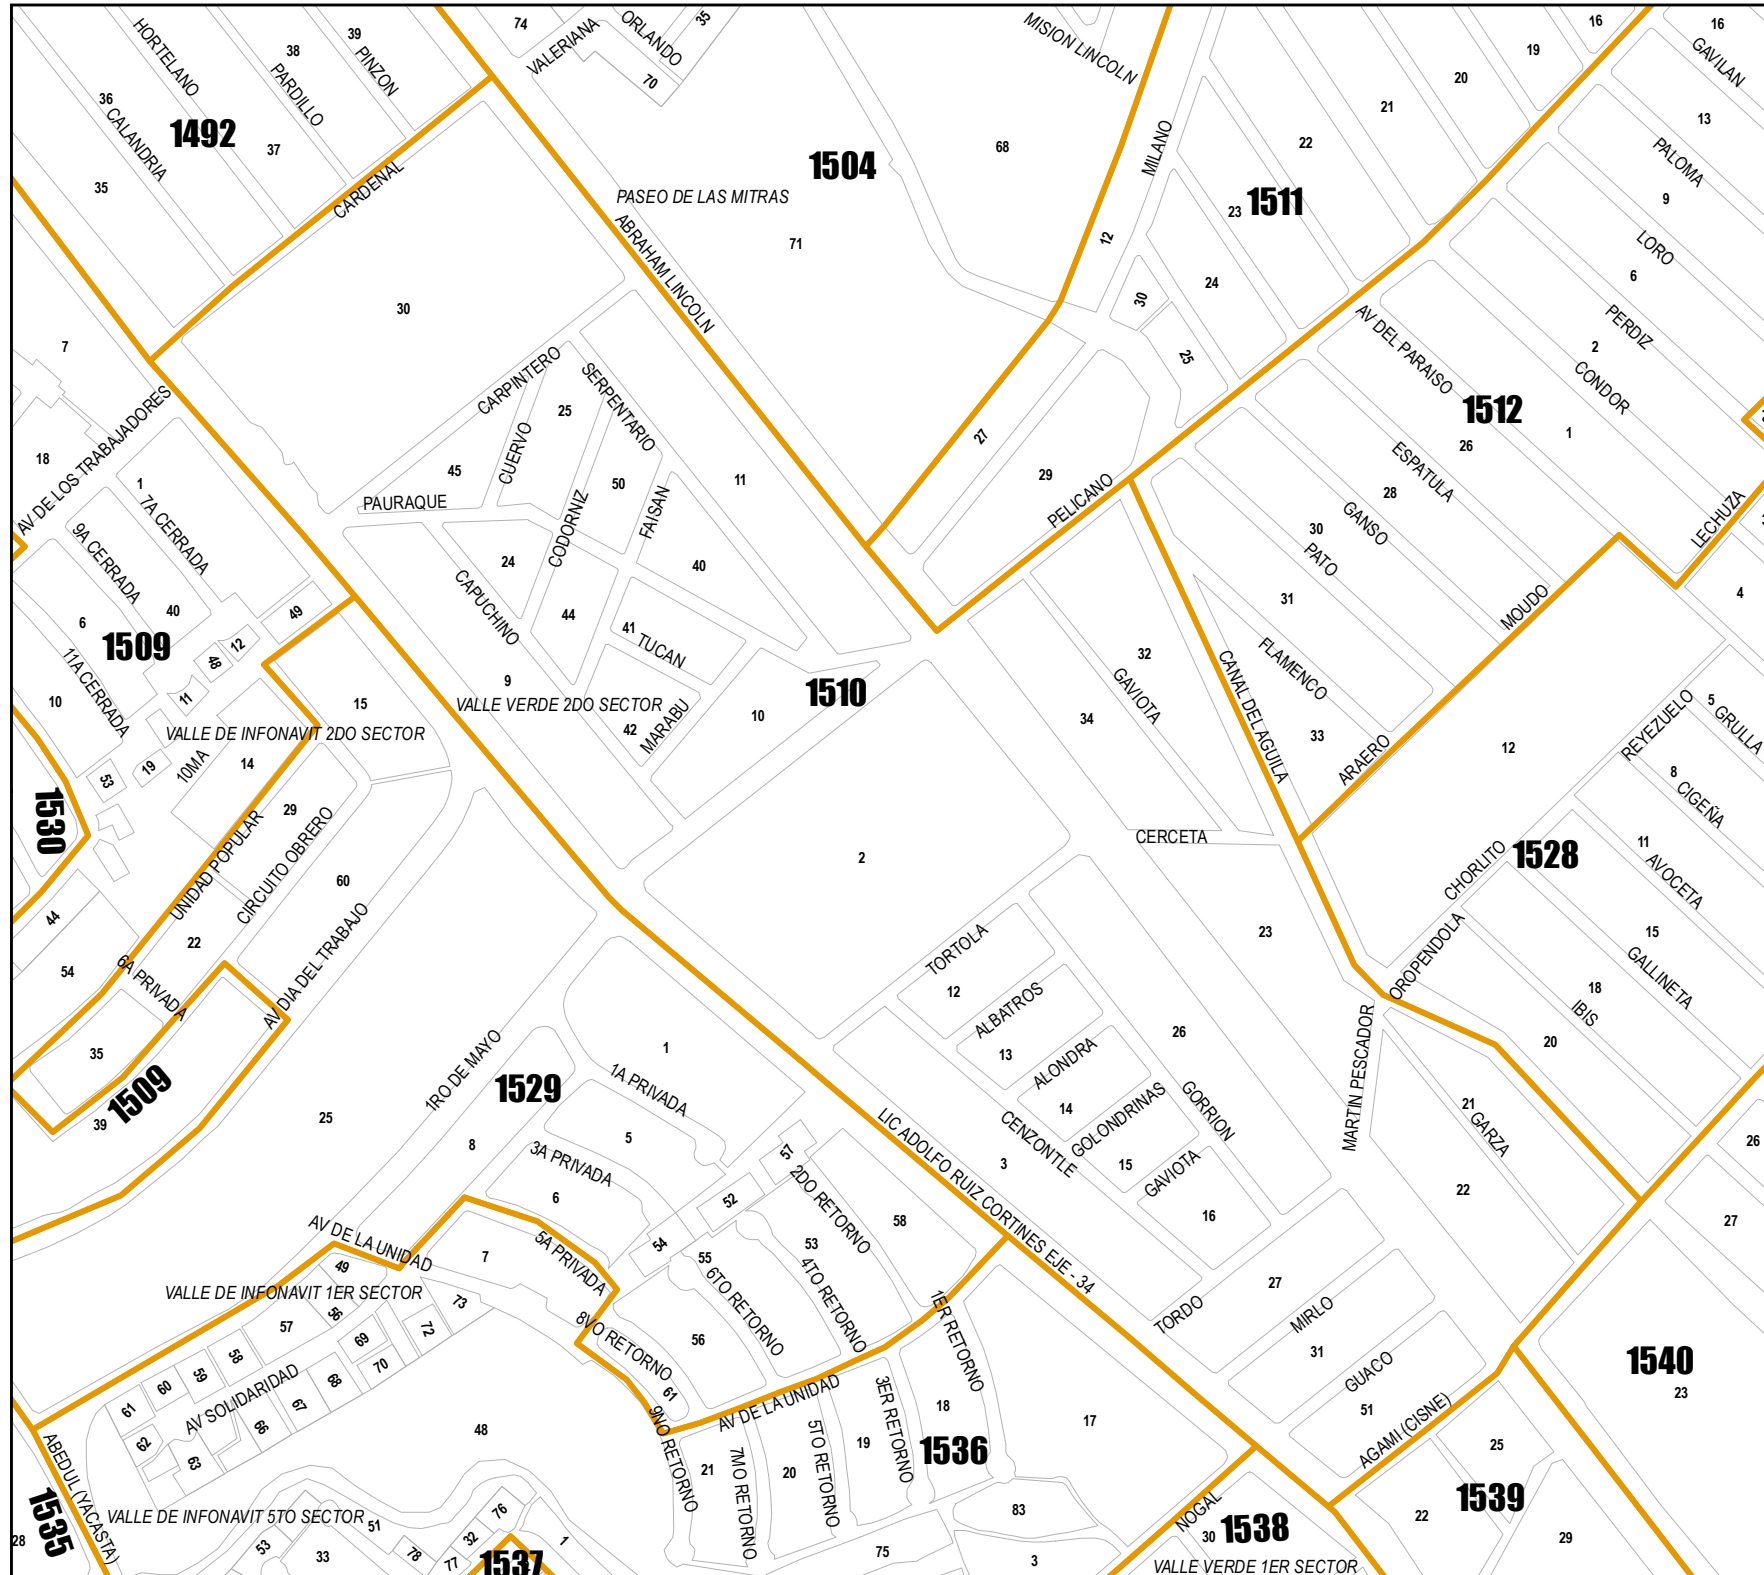 74
VALERIANA
ORLANDO
35
70
MISION LINCOLN
16
16
GAVILAN
19
20
21
22
13
PALOMA
9
LORO
6
PERDIZ
2
CONDOR
1
HORTELANO
39
PINZON
38
PARDILLO
36
CALANDRIA
1492
37
35
CARDENAL
1504
68
PASEO DE LAS MITRAS
71
ABRAHAM LINCOLN
MILANO
12
23
1511
24
30
25
30
7
AV DE LOS TRABAJADORES
18
CARPINTERO
SERPENTARIO
25
CUERVO
45
PAURAQUE
50
CODORNIZ
FAISAN
11
24
40
CAPUCHINO
44
41
TUCAN
9
VALLE VERDE 2DO SECTOR
42
MARABU
10
1510
27
29
PELICANO
AV DEL PARAISO
1512
26
ESPATULA
28
GANSO
30
PATO
31
FLAMENCO
33
ARAERO
MOUDO
LECHUZA
4
32
GAVIOTA
34
CANAL DEL AGUILA
CERCETA
12
REYEZUELO
5
GRULLA
8
CIGEÑA
11
AVOCETA
15
GALLINETA
18
IBIS
20
CHORLITO
1528
OROPENDOLA
1
7A CERRADA
9A CERRADA
40
6
1509
11A CERRADA
10
49
12
48
11
19
53
10MA
14
15
VALLE DE INFONAVIT 2DO SECTOR
1530
29
UNIDAD POPULAR
CIRCUITO OBRERO
60
22
44
54
6A PRIVADA
AV DIA DEL TRABAJO
35
1509
39
2
23
TORTOLA
12
ALBATROS
13
ALONDRA
14
GOLONDRINAS
15
GAVIOTA
16
26
GORRION
CENZONTLE
3
MARTIN PESCADOR
21
GARZA
22
26
27
25
1RO DE MAYO
1529
1
1A PRIVADA
8
5
3A PRIVADA
6
5A PRIVADA
7
57
52
54
2DO RETORNO
58
53
4TO RETORNO
55
6TO RETORNO
56
8VO RETORNO
61
LIC ADOLFO RUIZ CORTINES EJE - 34
AV DE LA UNIDAD
49
VALLE DE INFONAVIT 1ER SECTOR
73
57
56
72
69
70
68
67
66
58
59
60
61
62
63
AV SOLIDARIDAD
48
1ER RETORNO
AV DE LA UNIDAD
9NO RETORNO
21
7MO RETORNO
20
5TO RETORNO
19
3ER RETORNO
18
1536
17
83
75
3
TORDO
27
MIRLO
31
GUACO
51
AGAMI (CISNE)
1540
23
25
1539
22
29
NOGAL
30
1538
VALLE VERDE 1ER SECTOR
ABEDUL (YACASTA)
1535
28
VALLE DE INFONAVIT 5TO SECTOR
51
53
33
78
77
32
76
1
1537